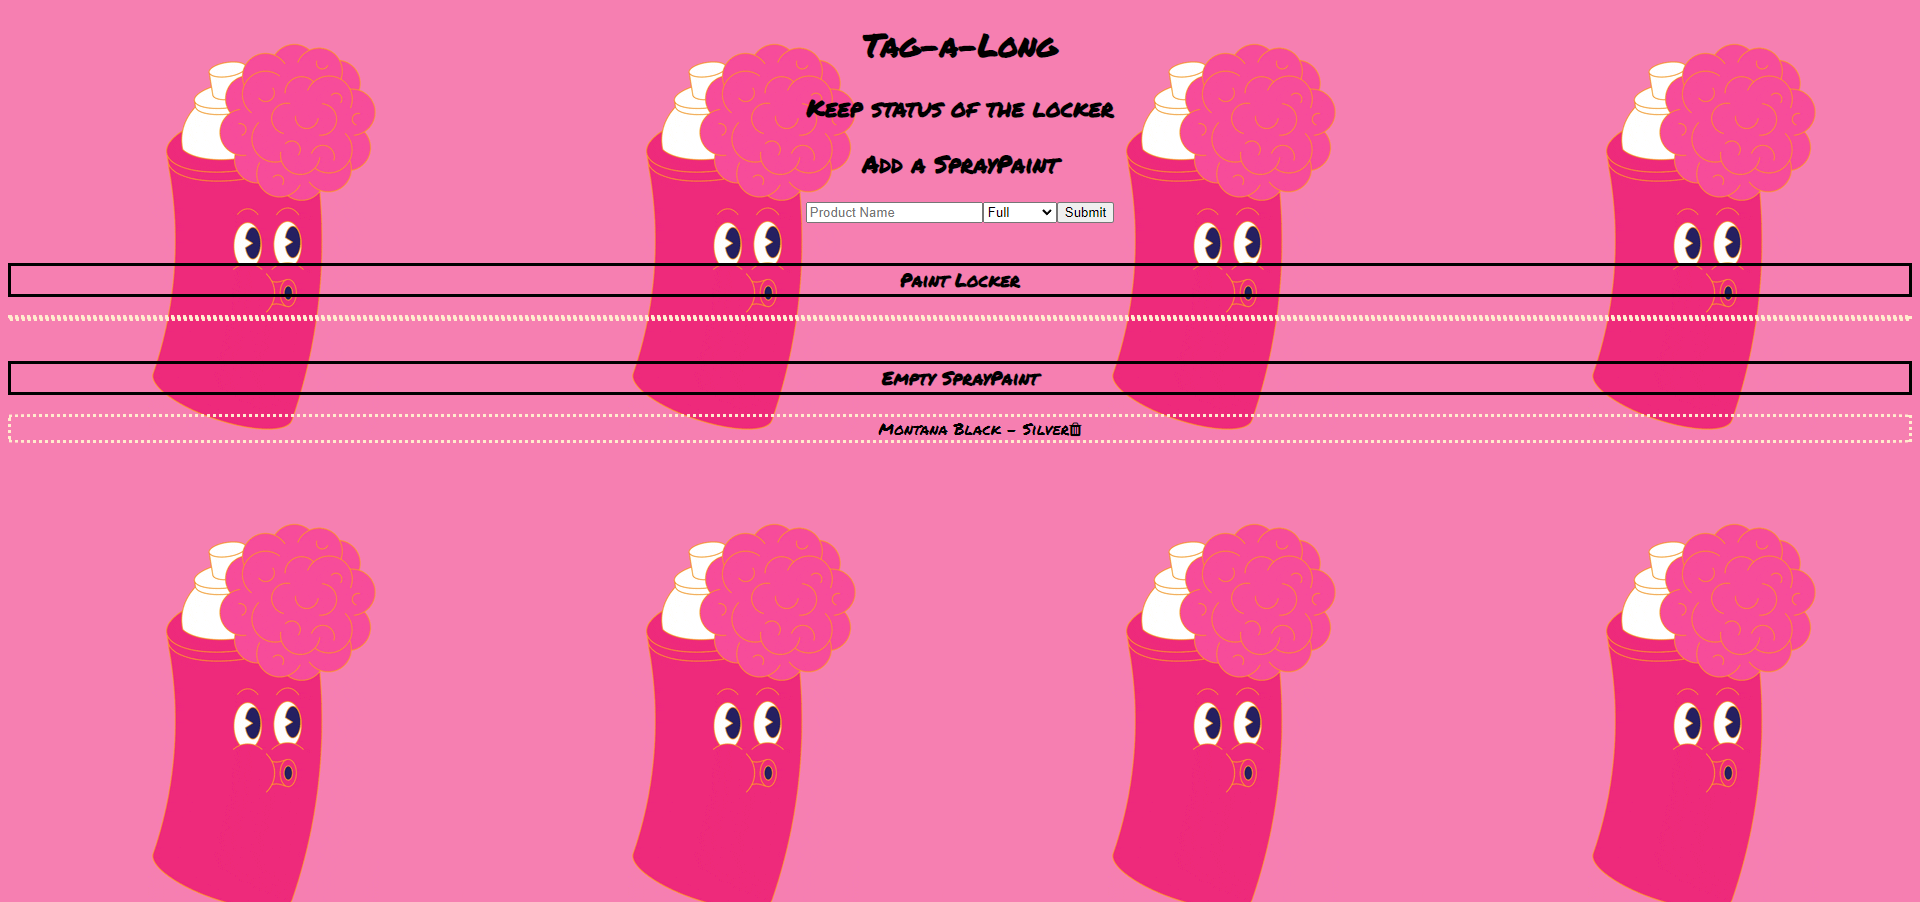 Tag-a-Long
Keep status of the locker
Add a SprayPaint
Product Name Full Submit
Paint Locker
Empty SprayPaint
Montana Black - Silver